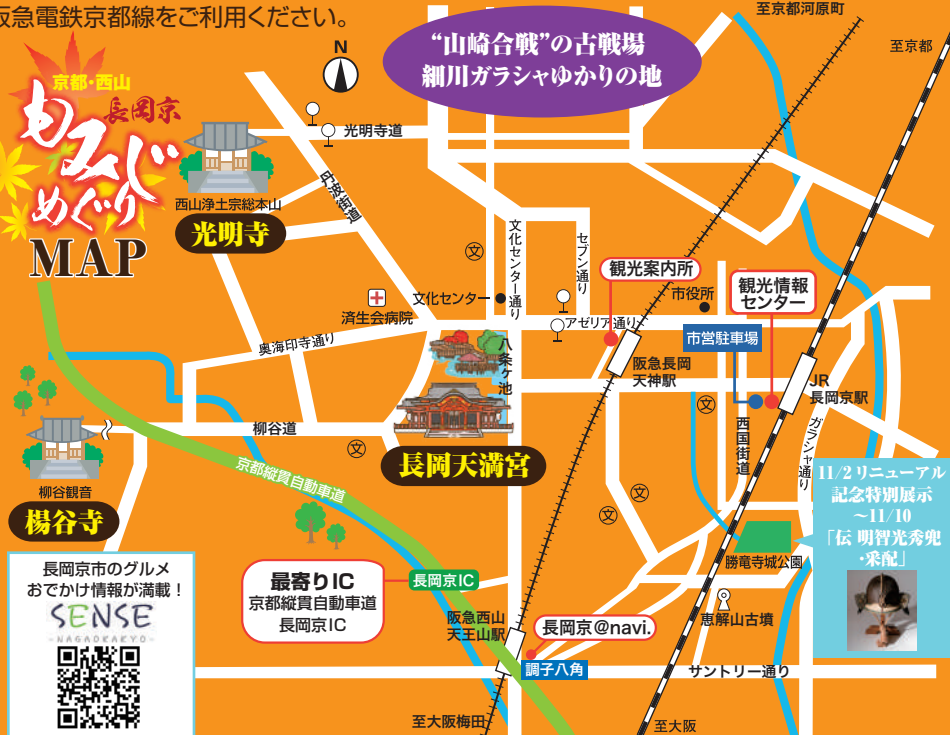 阪急電鉄京都線をご利用ください。
至京都河原町
至京都
“山崎合戦”の古戦場
細川ガラシャゆかりの地
N
京都・西山
長岡京
もみじ
めぐり
MAP
光明寺道
西山浄土宗総本山
光明寺
丹波街道
文
文化センター通り
セブン通り
観光案内所
市役所
観光情報
センター
文化センター
済生会病院
アゼリア通り
市営駐車場
奥海印寺通り
八条ヶ池
阪急長岡
天神駅
JR
長岡京駅
文
西国街道
ガラシャ通り
柳谷道
文
長岡天満宮
柳谷観音
楊谷寺
京都縦貫自動車道
文
文
11/2リニューアル
記念特別展示
～11/10
「伝 明智光秀兜
・采配」
勝竜寺城公園
長岡京市のグルメ
おでかけ情報が満載！
SENSE
-NAGAOKAKYO-
最寄りIC
京都縦貫自動車道
長岡京IC
長岡京IC
恵解山古墳
阪急西山
天王山駅
長岡京@navi.
調子八角
サントリー通り
至大阪梅田
至大阪